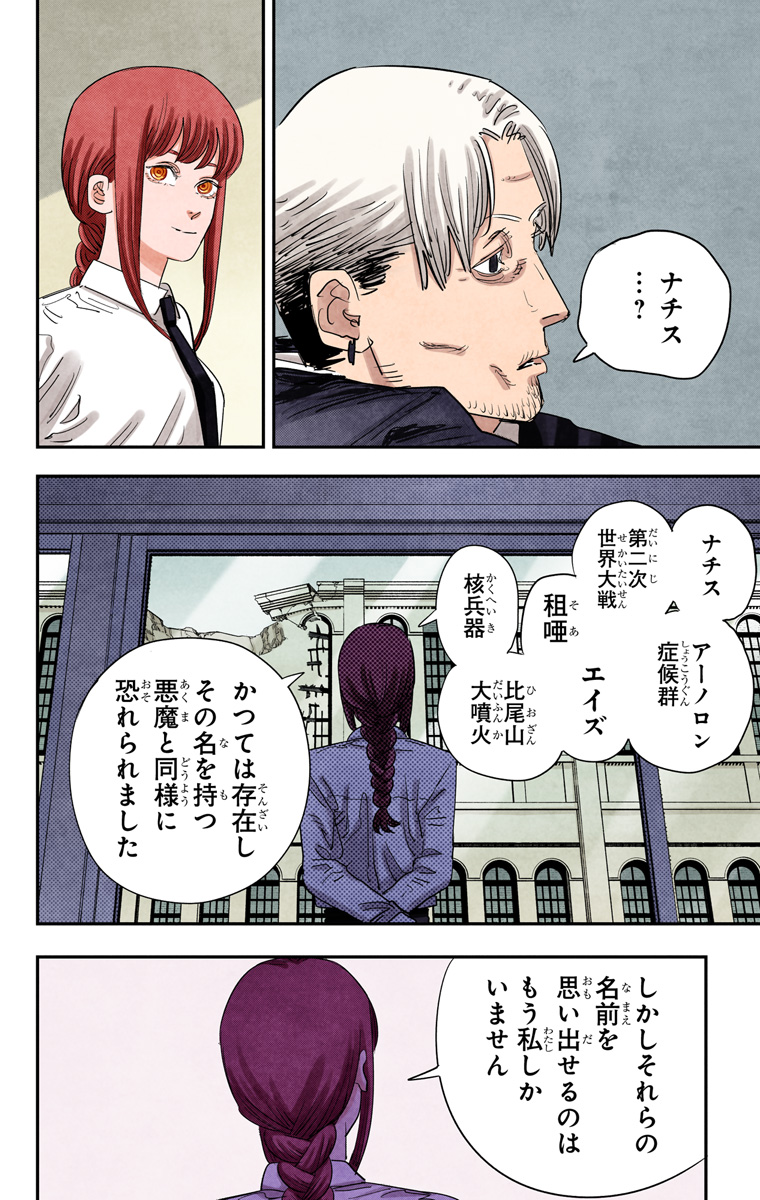 ナチス
…?
ナチス
第二次
世界大戦
アーノロン
症候群
租唖
エイズ
核兵器
比尾山
大噴火
かつては存在し
その名を持つ
悪魔と同様に
恐れられました
しかしそれらの
名前を
思い出せるのは
もう私しか
いません